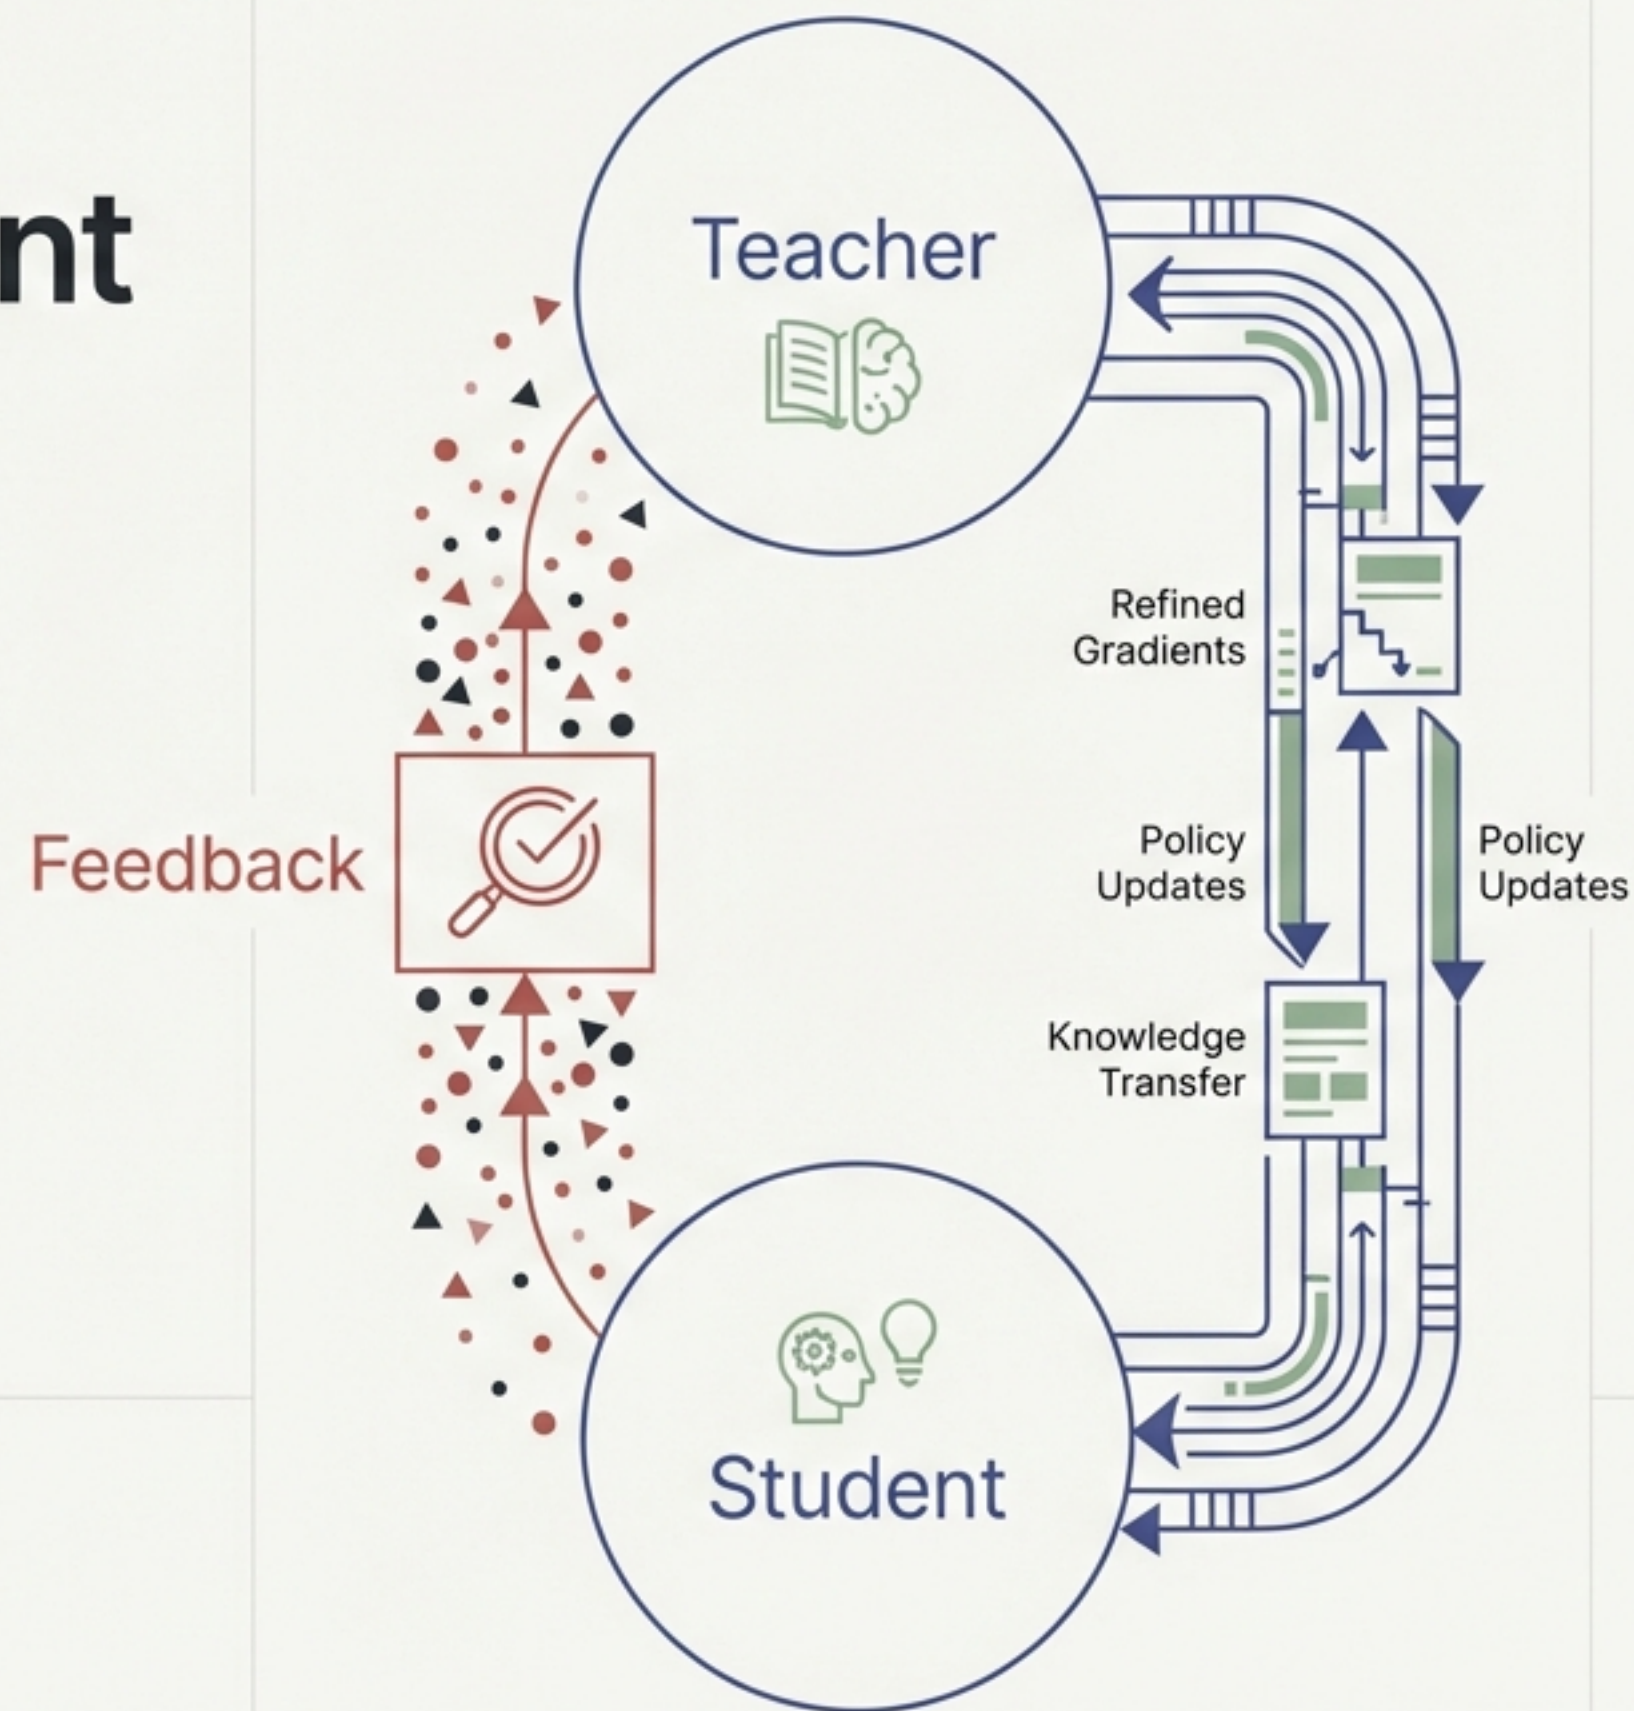 nt
Teacher
Refined
Gradients
Feedback
Policy
Updates
Policy
Updates
Knowledge
Transfer
Student